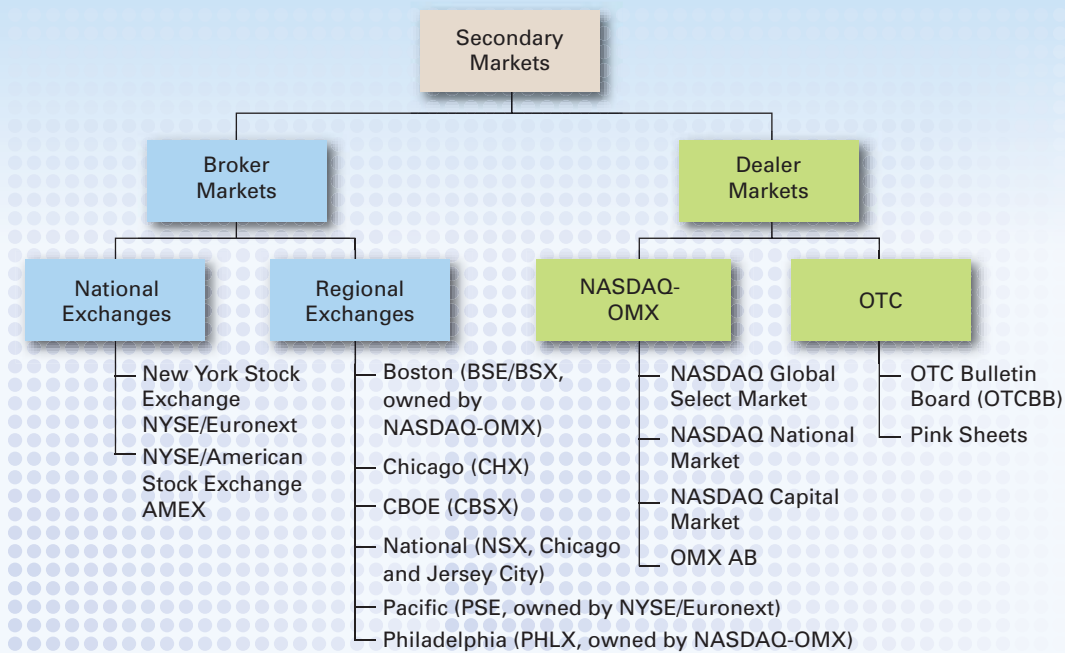 Secondary
Markets
Broker
Markets
Dealer
Markets
National
Exchanges
Regional
Exchanges
NASDAQ-
OMX
OTC
New York Stock
Exchange
NYSE/Euronext
NYSE/American
Stock Exchange
AMEX
Boston (BSE/BSX,
owned by
NASDAQ-OMX)
Chicago (CHX)
CBOE (CBSX)
National (NSX, Chicago
and Jersey City)
Pacific (PSE, owned by NYSE/Euronext)
Philadelphia (PHLX, owned by NASDAQ-OMX)
NASDAQ Global
Select Market
NASDAQ National
Market
NASDAQ Capital
Market
OMX AB
OTC Bulletin
Board (OTCBB)
Pink Sheets